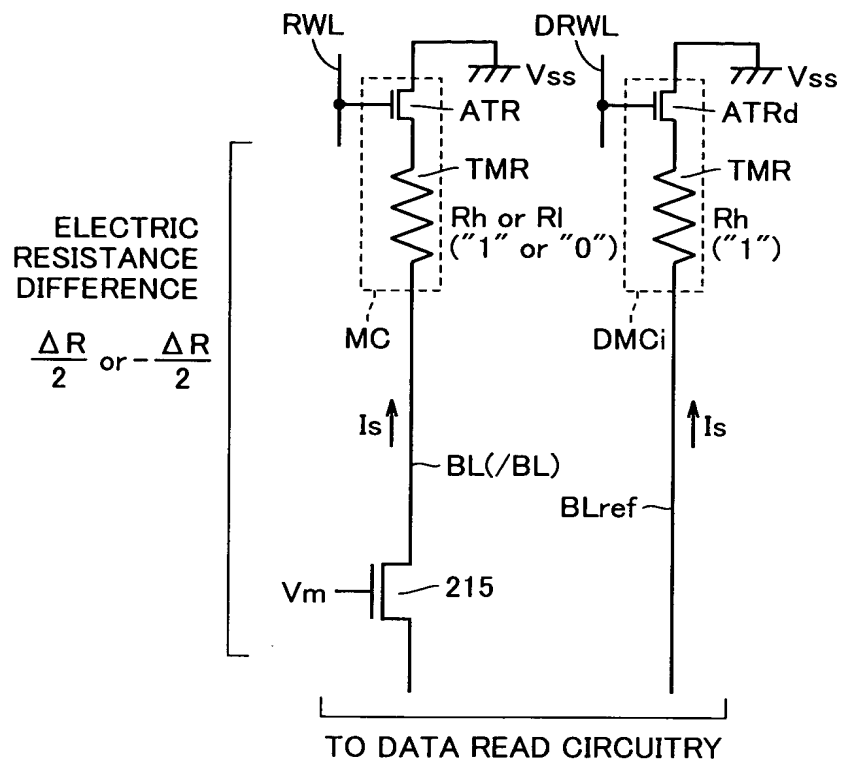 RWL
DRWL
Vss
Vss
ATR
ATRd
TMR
TMR
Rh or Rl
("1" or "0")
Rh
("1")
ELECTRIC
RESISTANCE
DIFFERENCE
ΔR/2 or -ΔR/2
MC
DMCi
Is
Is
BL(/BL)
BLref
Vm
215
TO DATA READ CIRCUITRY